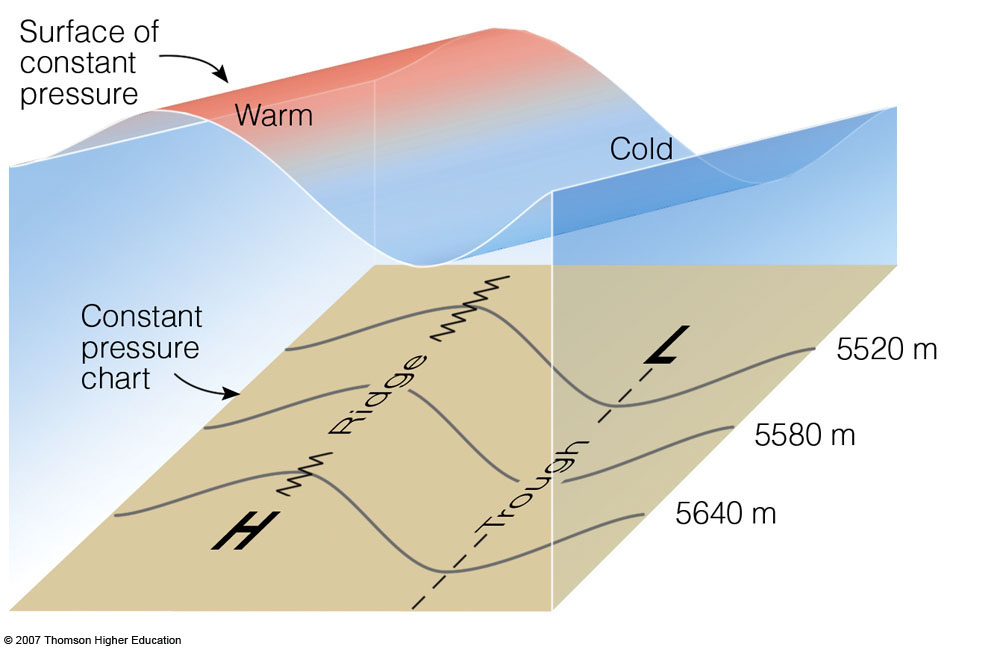 Surface of
constant
pressure
Warm
Cold
Constant
pressure
chart
Ridge
L
5520 m
5580 m
Trough
H
5640 m
© 2007 Thomson Higher Education